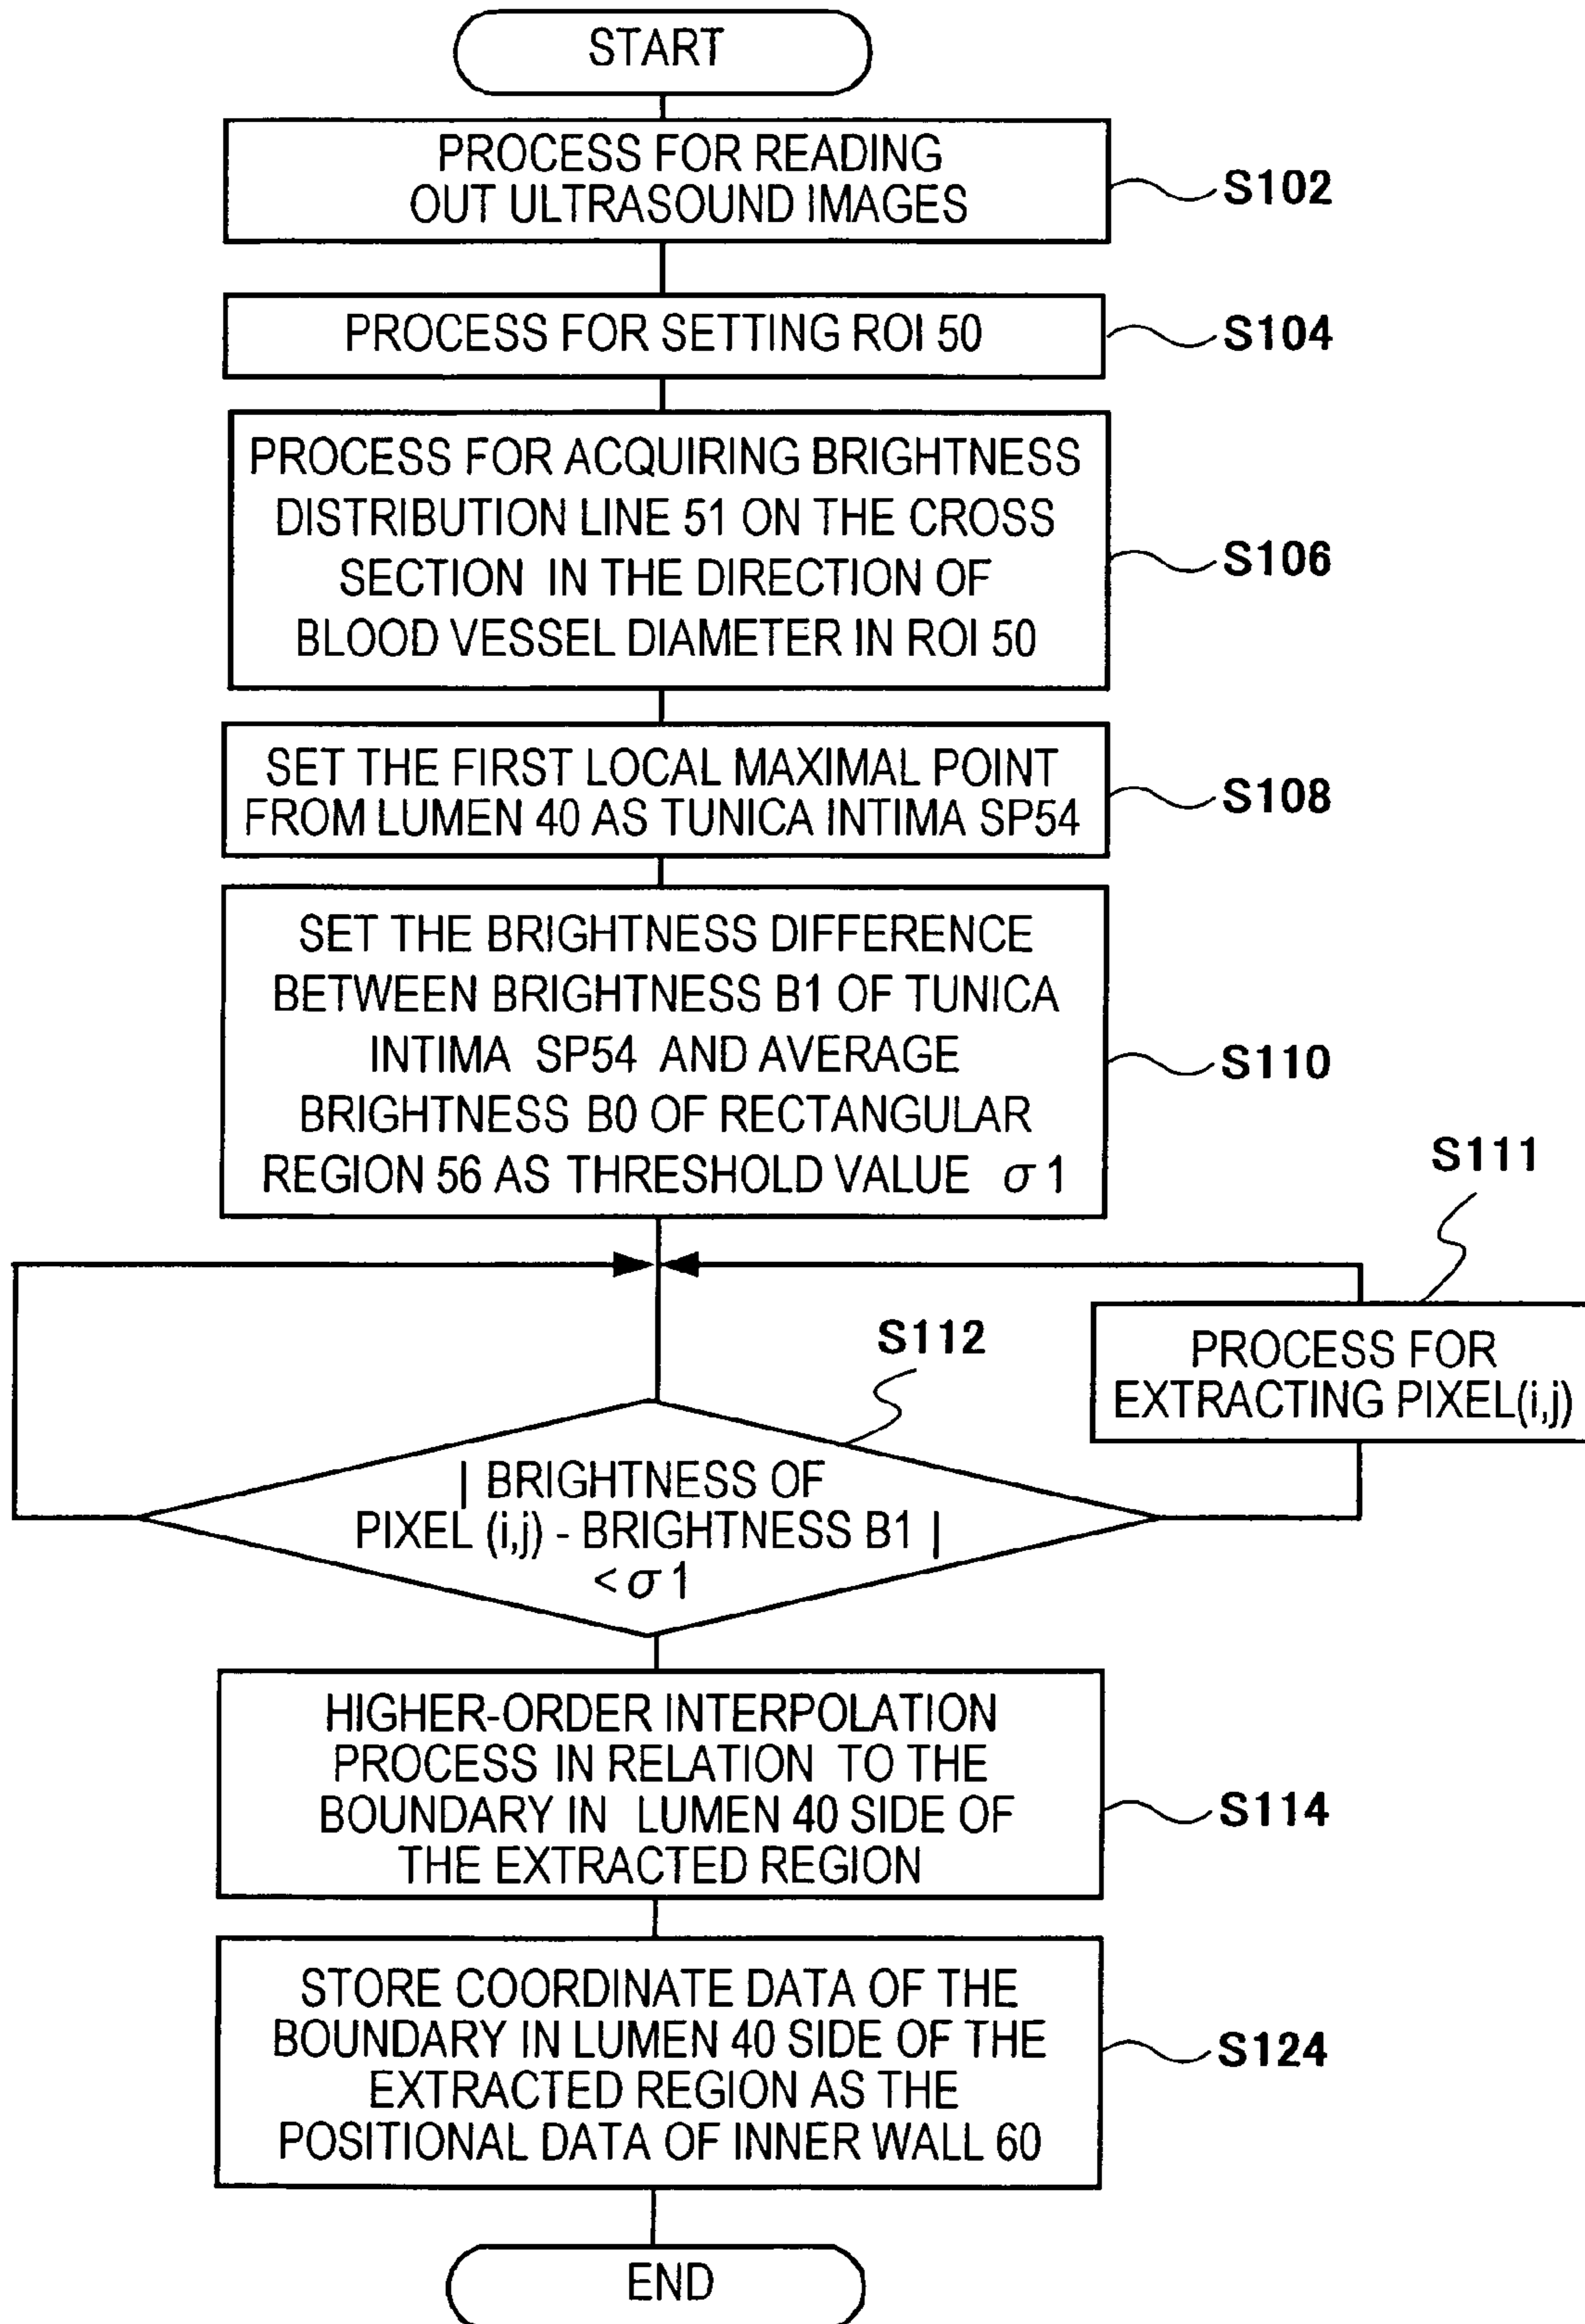 START
PROCESS FOR READING
OUT ULTRASOUND IMAGES
S102
PROCESS FOR SETTING ROI 50
S104
PROCESS FOR ACQUIRING BRIGHTNESS
DISTRIBUTION LINE 51 ON THE CROSS
SECTION IN THE DIRECTION OF
BLOOD VESSEL DIAMETER IN ROI 50
S106
SET THE FIRST LOCAL MAXIMAL POINT
FROM LUMEN 40 AS TUNICA INTIMA SP54
S108
SET THE BRIGHTNESS DIFFERENCE
BETWEEN BRIGHTNESS B1 OF TUNICA
INTIMA SP54 AND AVERAGE
BRIGHTNESS B0 OF RECTANGULAR
REGION 56 AS THRESHOLD VALUE σ1
S110
S111
PROCESS FOR
EXTRACTING PIXEL(i,j)
S112
| BRIGHTNESS OF
PIXEL (i,j) - BRIGHTNESS B1 |
<σ1
HIGHER-ORDER INTERPOLATION
PROCESS IN RELATION TO THE
BOUNDARY IN LUMEN 40 SIDE OF
THE EXTRACTED REGION
S114
STORE COORDINATE DATA OF THE
BOUNDARY IN LUMEN 40 SIDE OF THE
EXTRACTED REGION AS THE
POSITIONAL DATA OF INNER WALL 60
S124
END